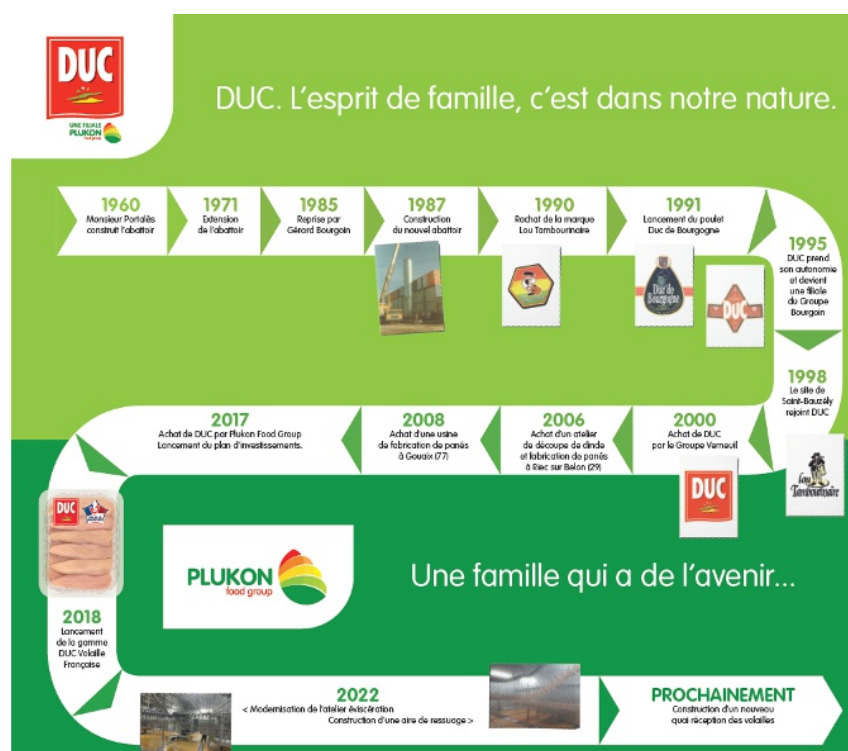 DUC
UNE FILIALE
PLUKON
food group
DUC. L'esprit de famille, c'est dans notre nature.
1960
Monsieur Portalès
construit l'abattoir
1971
Extension
de l'abattoir
1985
Reprise par
Gérard Bourgoin
1987
Construction
du nouvel abattoir
1990
Rachat de la marque
Lou Tambourinaire
1991
Lancement du poulet
Duc de Bourgogne
Duc de
Bourgogne
DUC
1995
DUC prend
son autonomie
et devient
une filiale
du Groupe
Bourgoin
1998
Le site de
Saint-Bauzély
rejoint DUC
Lou
Tambourinaire
2000
Achat de DUC
par le Groupe Verneuil
DUC
2006
Achat d'un atelier
de découpe de dinde
et fabrication de panés
à Riec sur Belon (29)
2008
Achat d'une usine
de fabrication de panés
à Gouaix (77)
2017
Achat de DUC par Plukon Food Group
Lancement du plan d'investissements.
DUC
2018
Lancement
de la gamme
DUC Volaille
Française
PLUKON
food group
Une famille qui a de l'avenir...
2022
< Modernisation de l'atelier éviscération
Construction d'une aire de ressuage >
PROCHAINEMENT
Construction d'un nouveau
quai réception des volailles